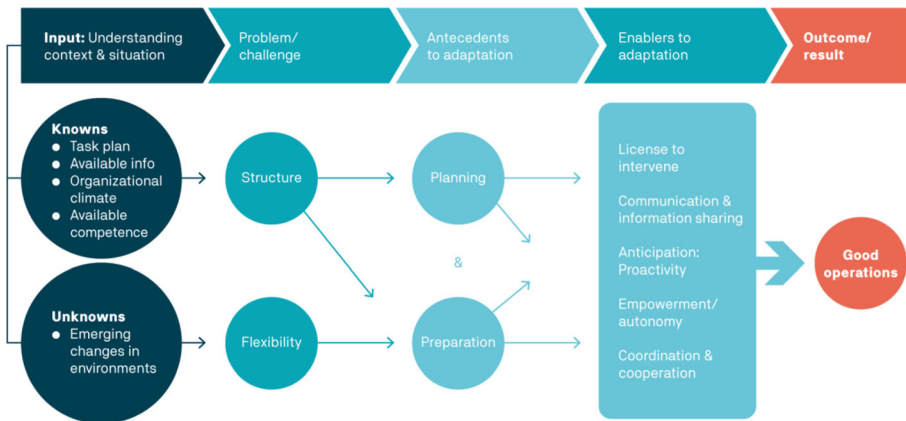 Input: Understanding
context & situation
Problem/
challenge
Antecedents
to adaptation
Enablers to
adaptation
Outcome/
result
Knowns
● Task plan
● Available info
● Organizational
climate
● Available
competence
Structure
Planning
License to
intervene
Communication &
information sharing
Anticipation:
Proactivity
Empowerment/
autonomy
Coordination &
cooperation
Good
operations
&
Unknowns
● Emerging
changes in
environments
Flexibility
Preparation